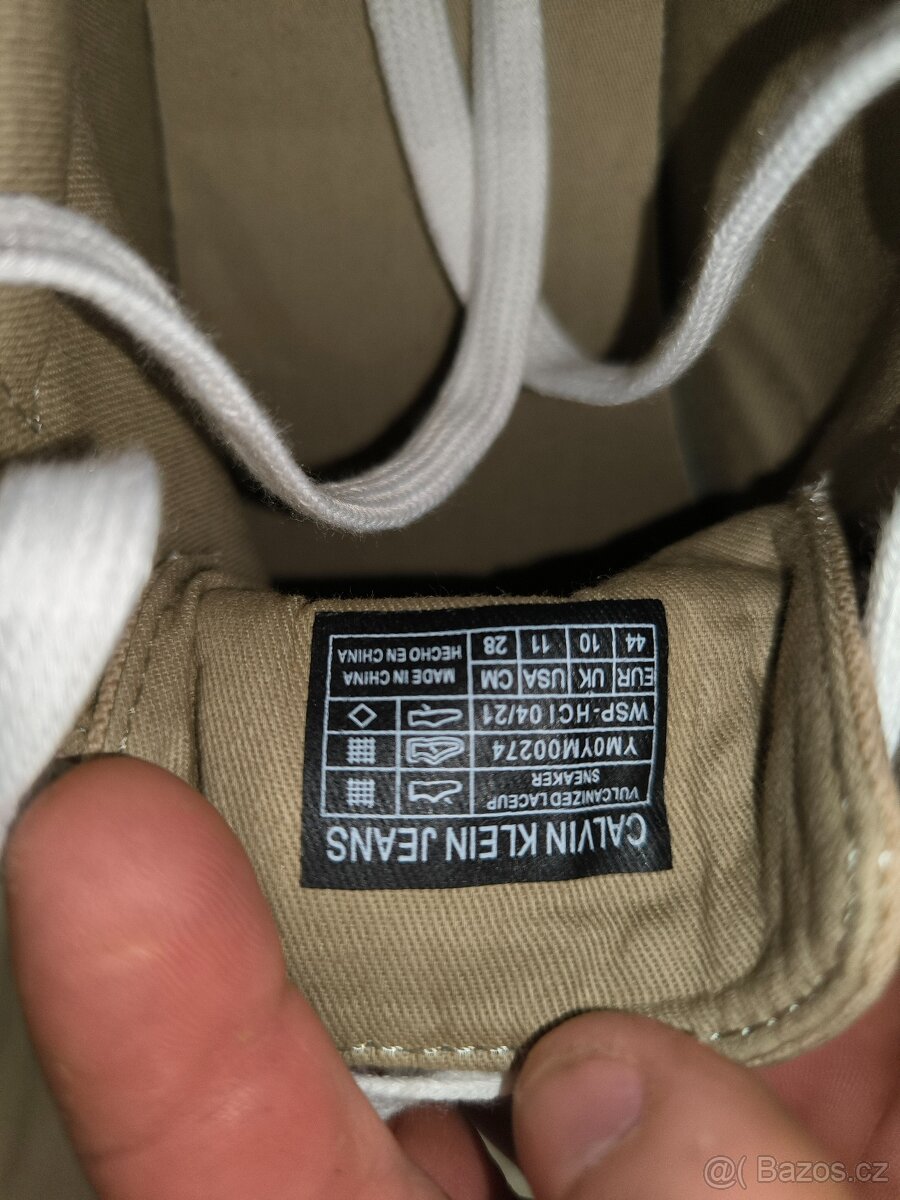 CALVIN KLEIN JEANS
VULCANIZED LACEUP
SNEAKER
YM0YM00274
WSP-HCI 04/21
EUR UK USA CM
44 10 11 28
MADE IN CHINA
HECHO EN CHINA
@( Bazos.cz